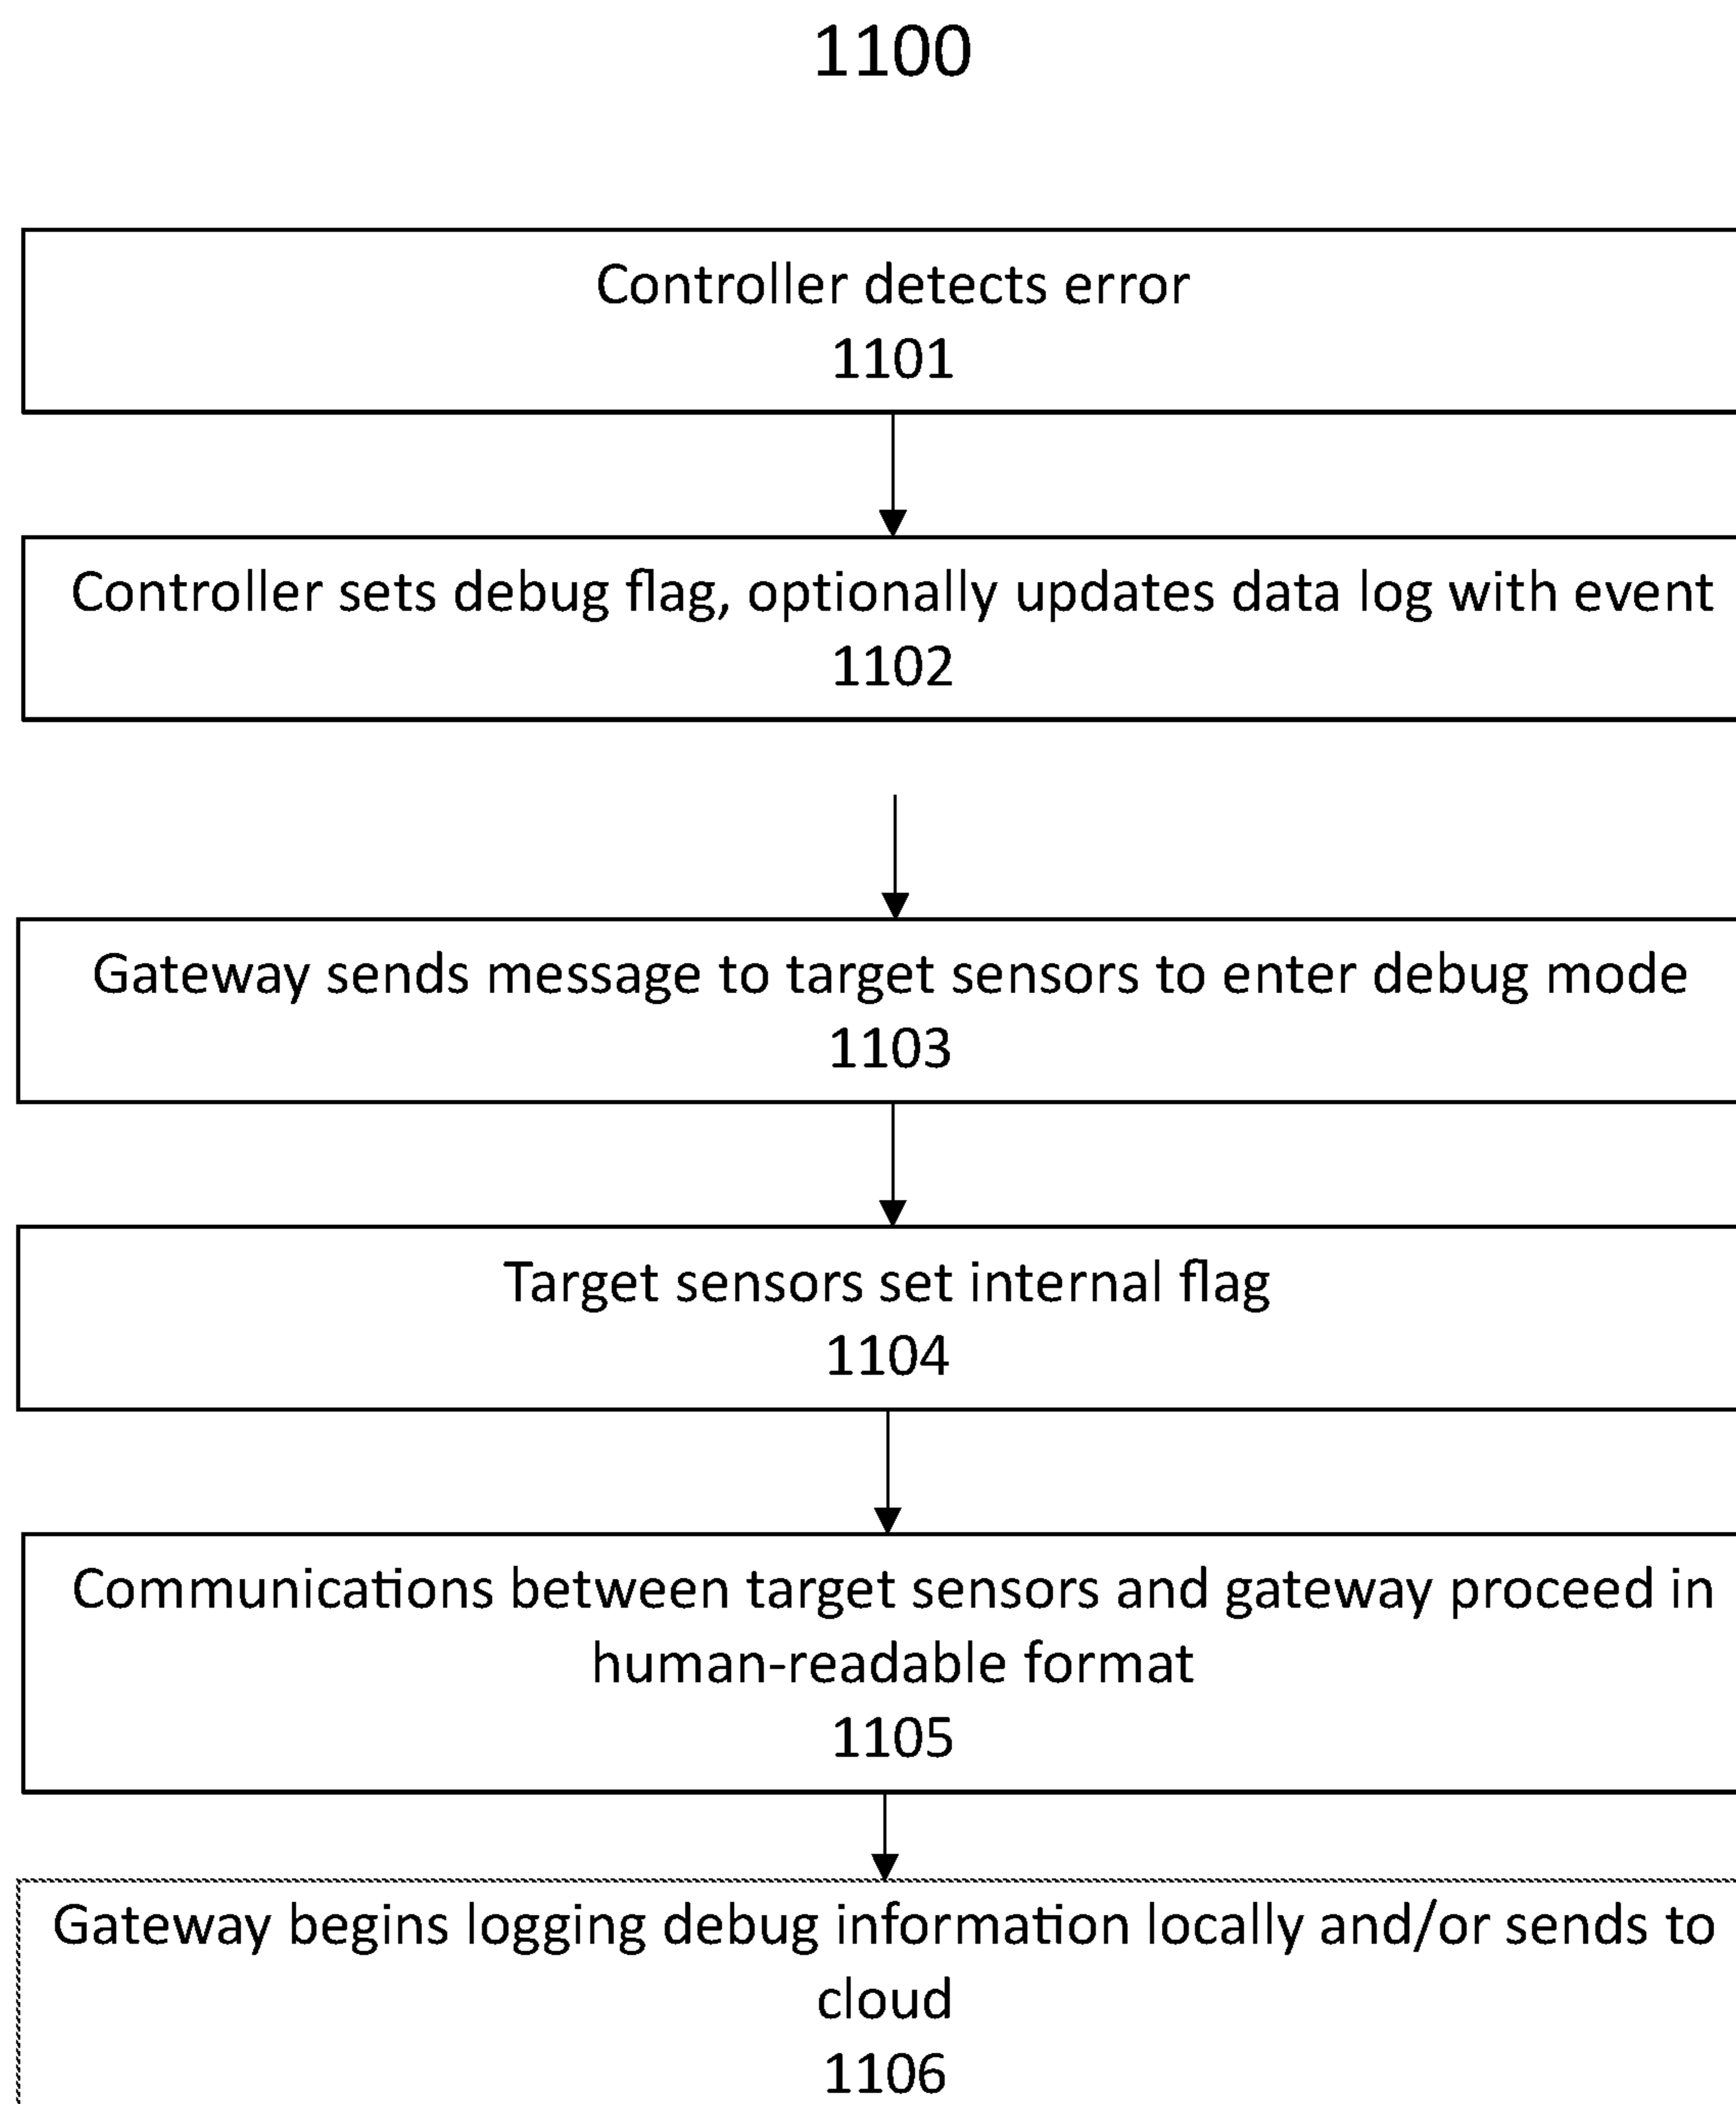 1100
Controller detects error
1101
Controller sets debug flag, optionally updates data log with event
1102
Gateway sends message to target sensors to enter debug mode
1103
Target sensors set internal flag
1104
Communications between target sensors and gateway proceed in
human-readable format
1105
Gateway begins logging debug information locally and/or sends to
cloud
1106